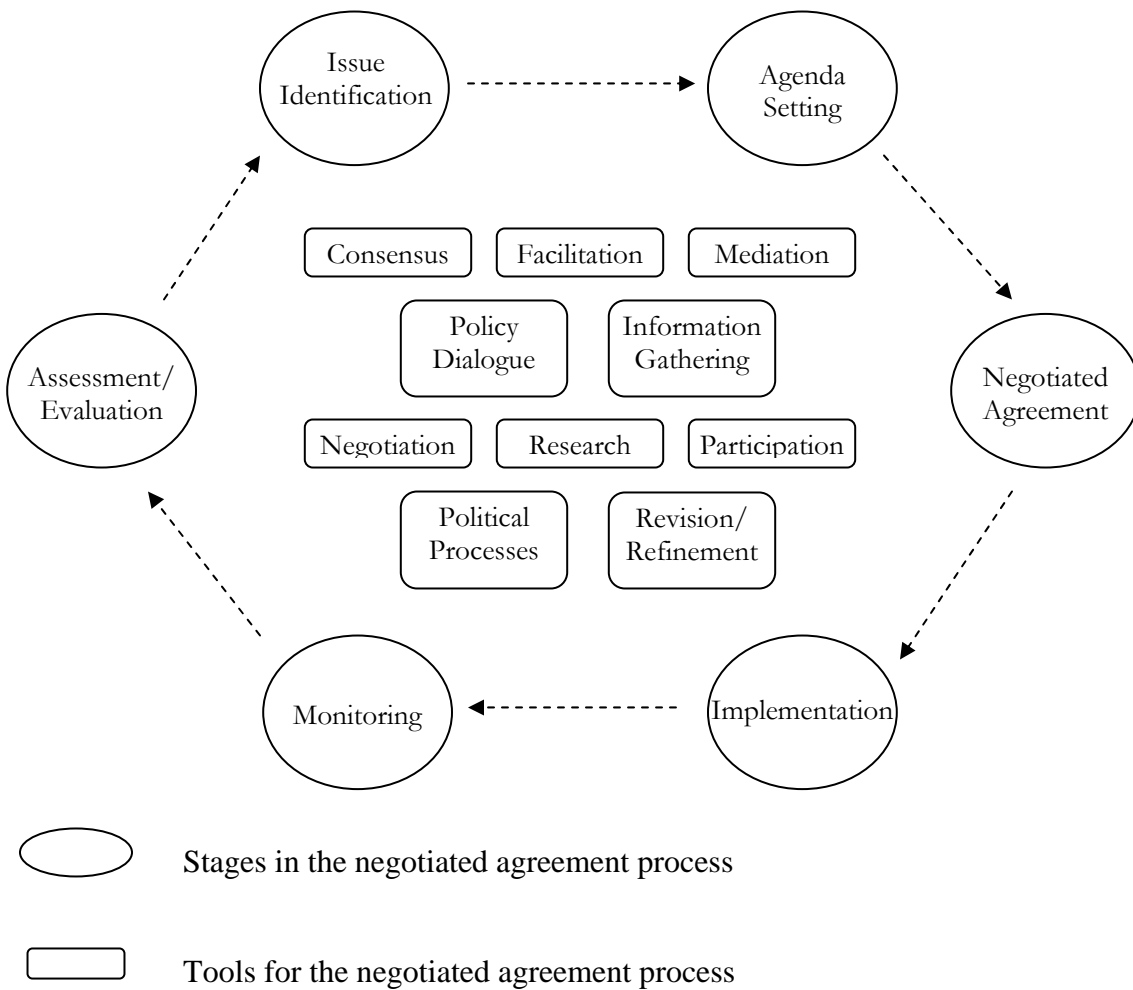 Issue
Identification
Agenda
Setting
Consensus
Facilitation
Mediation
Policy
Dialogue
Information
Gathering
Assessment/
Evaluation
Negotiated
Agreement
Negotiation
Research
Participation
Political
Processes
Revision/
Refinement
Monitoring
Implementation
Stages in the negotiated agreement process
Tools for the negotiated agreement process